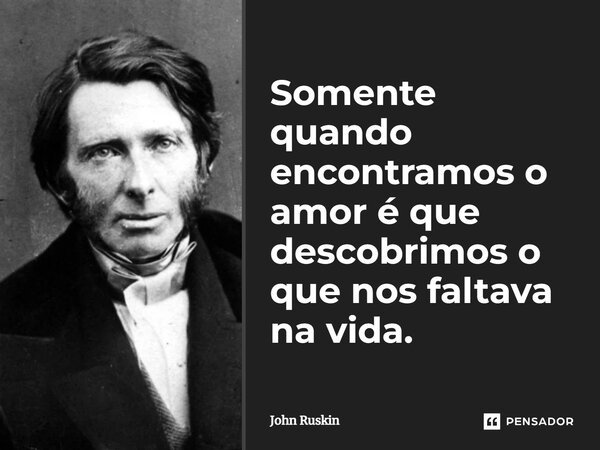 Somente
quando
encontramos o
amor é que
descobrimos o
que nos faltava
na vida.
John Ruskin
PENSADOR